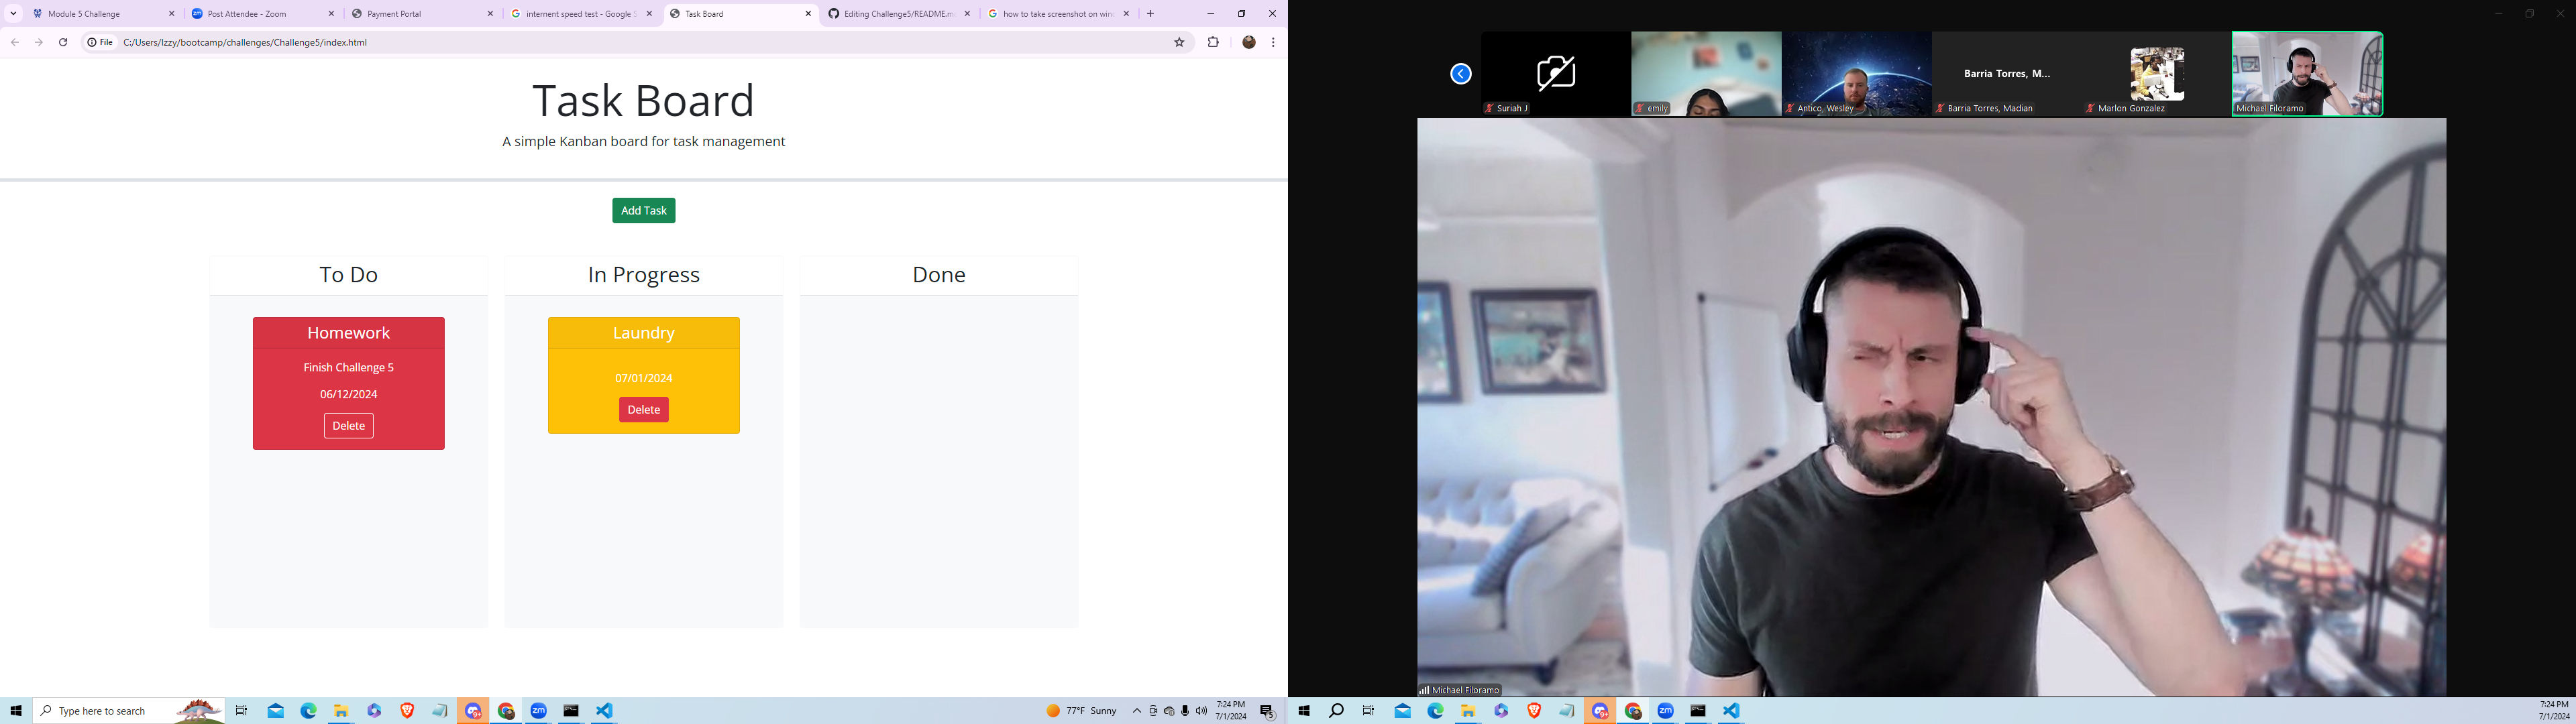 Module 5 Challenge
Post Attendee - Zoom
Payment Portal
internent speed test - Google S
Task Board
Editing Challenge5/README.m
how to take screenshot on win
File
C:/Users/Izzy/bootcamp/challenges/Challenge5/index.html
Task Board
A simple Kanban board for task management
Add Task
To Do
In Progress
Done
Homework
Finish Challenge 5
06/12/2024
Delete
Laundry
07/01/2024
Delete
Type here to search
77°F Sunny
7:24 PM
7/1/2024
5
Suriah J
emily
Antico, Wesley
Barria Torres, M...
Barria Torres, Madian
Marlon Gonzalez
Michael Filoramo
Michael Filoramo
7:24 PM
7/1/2024